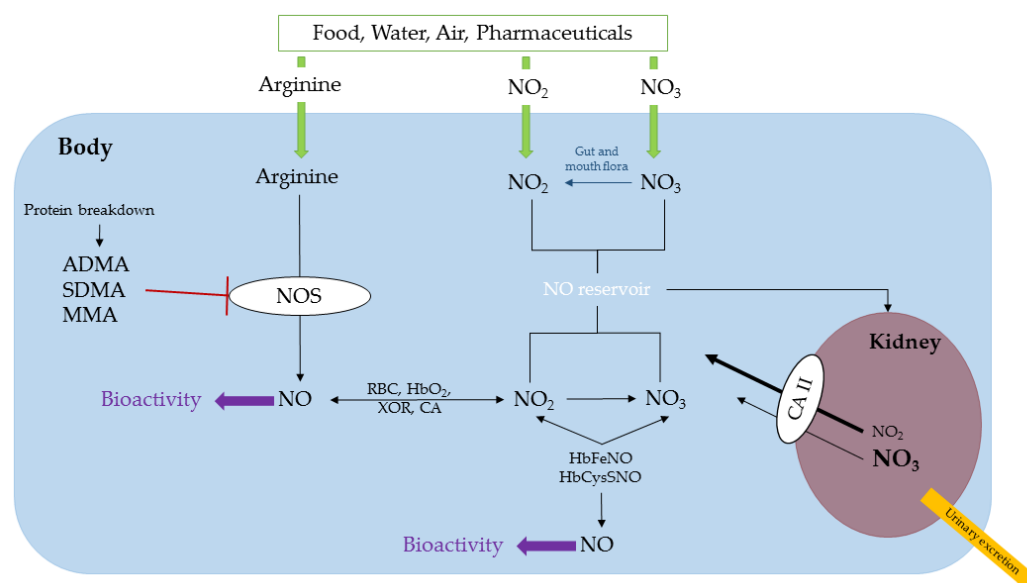 Food, Water, Air, Pharmaceuticals
Arginine
NO₂
NO₃
Body
Arginine
NO₂
Gut and
mouth flora
NO₃
Protein breakdown
ADMA
SDMA
MMA
NOS
NO reservoir
Kidney
CA II
NO₂
NO₃
Urinary excretion
Bioactivity
NO
RBC, HbO₂,
XOR, CA
NO₂
NO₃
HbFeNO
HbCysSNO
Bioactivity
NO